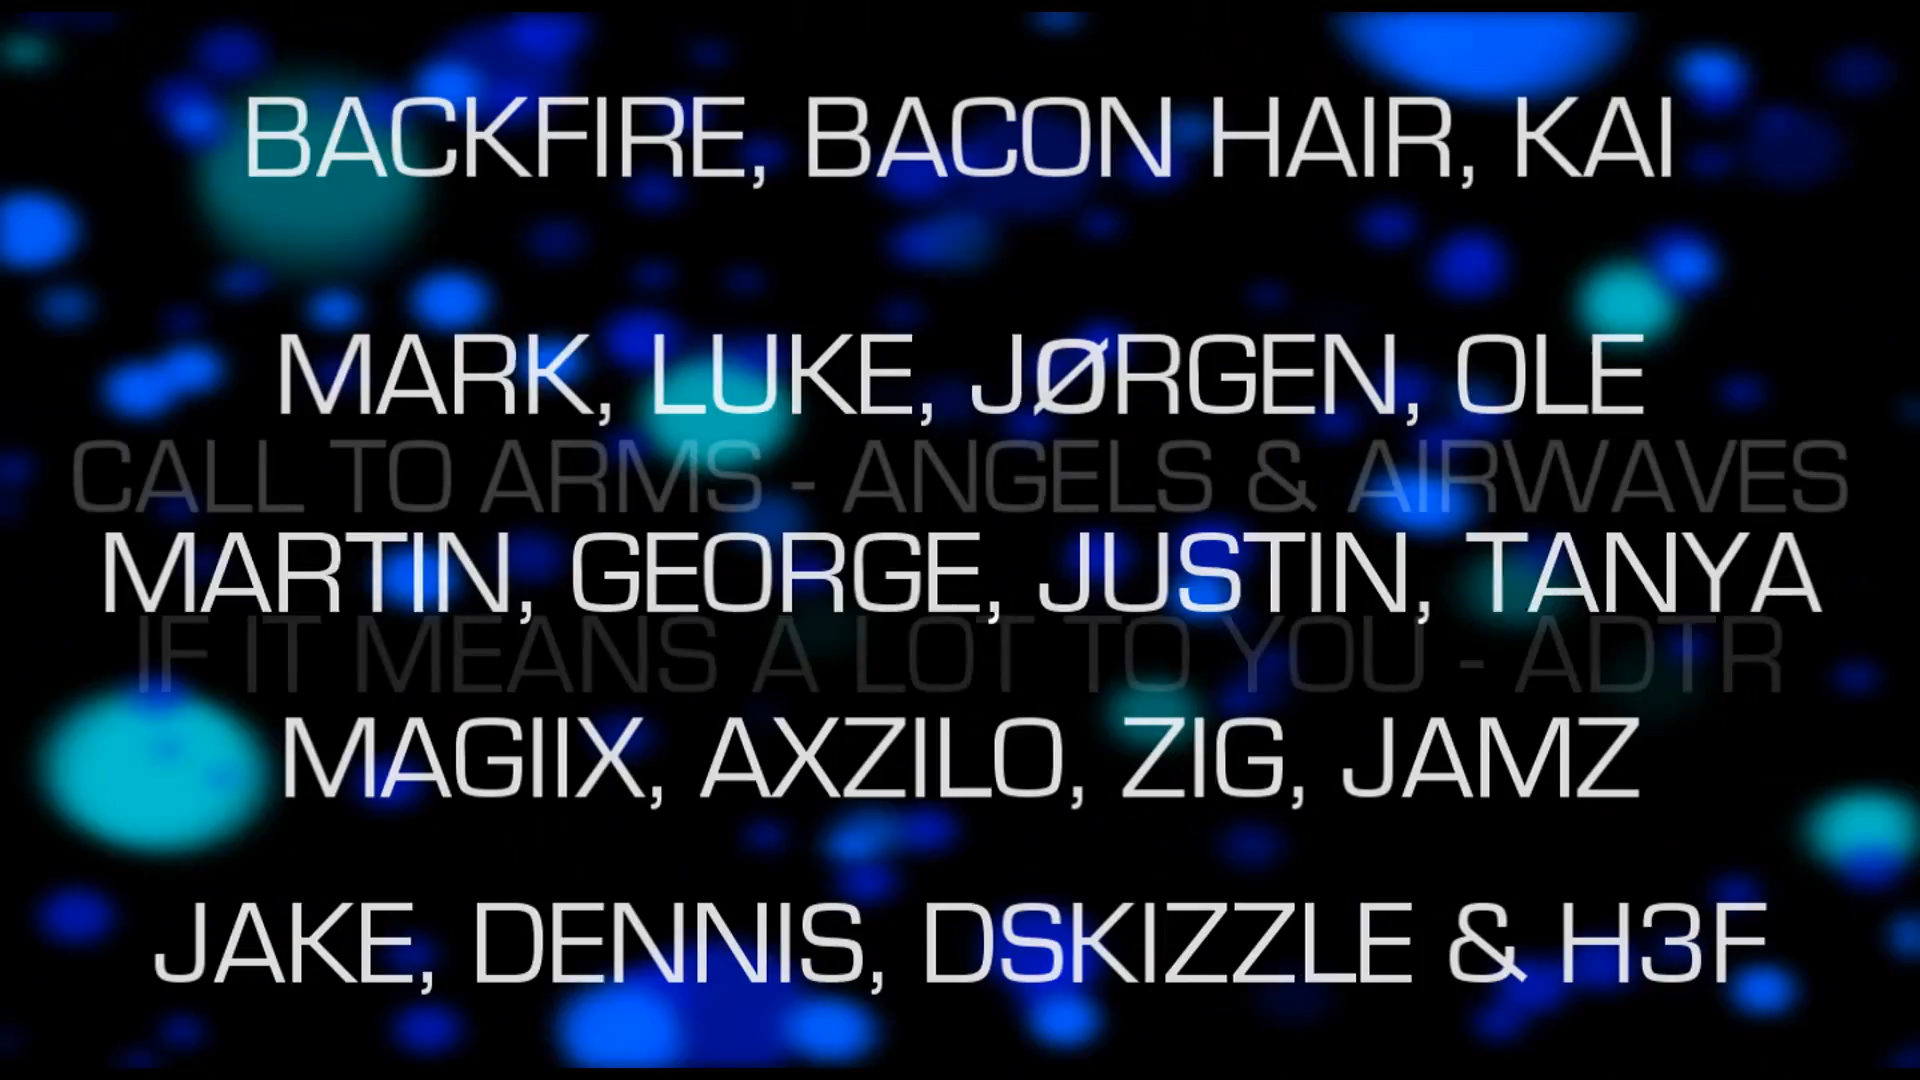 BACKFIRE, BACON HAIR, KAI
MARK, LUKE, JØRGEN, OLE
CALL TO ARMS - ANGELS & AIRWAVES
MARTIN, GEORGE, JUSTIN, TANYA
IF IT MEANS A LOT TO YOU - ADTR
MAGIIX, AXZILO, ZIG, JAMZ
JAKE, DENNIS, DSKIZZLE & H3F